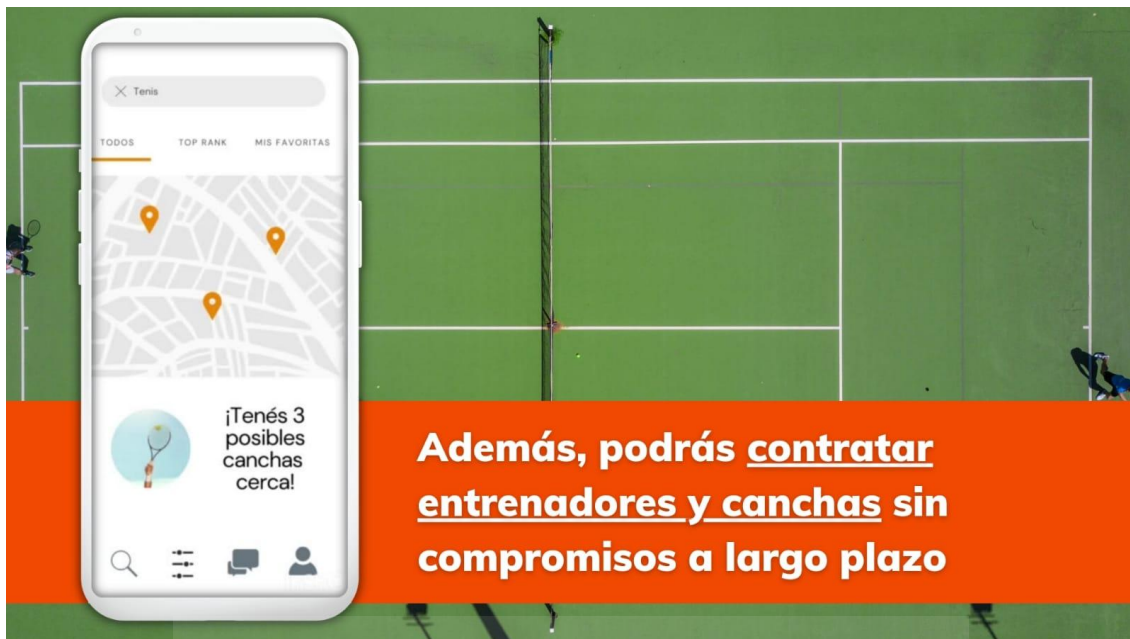 Tenis
TODOS TOP RANK MIS FAVORITAS
¡Tenés 3
posibles
canchas
cerca!
Además, podrás contratar
entrenadores y canchas sin
compromisos a largo plazo